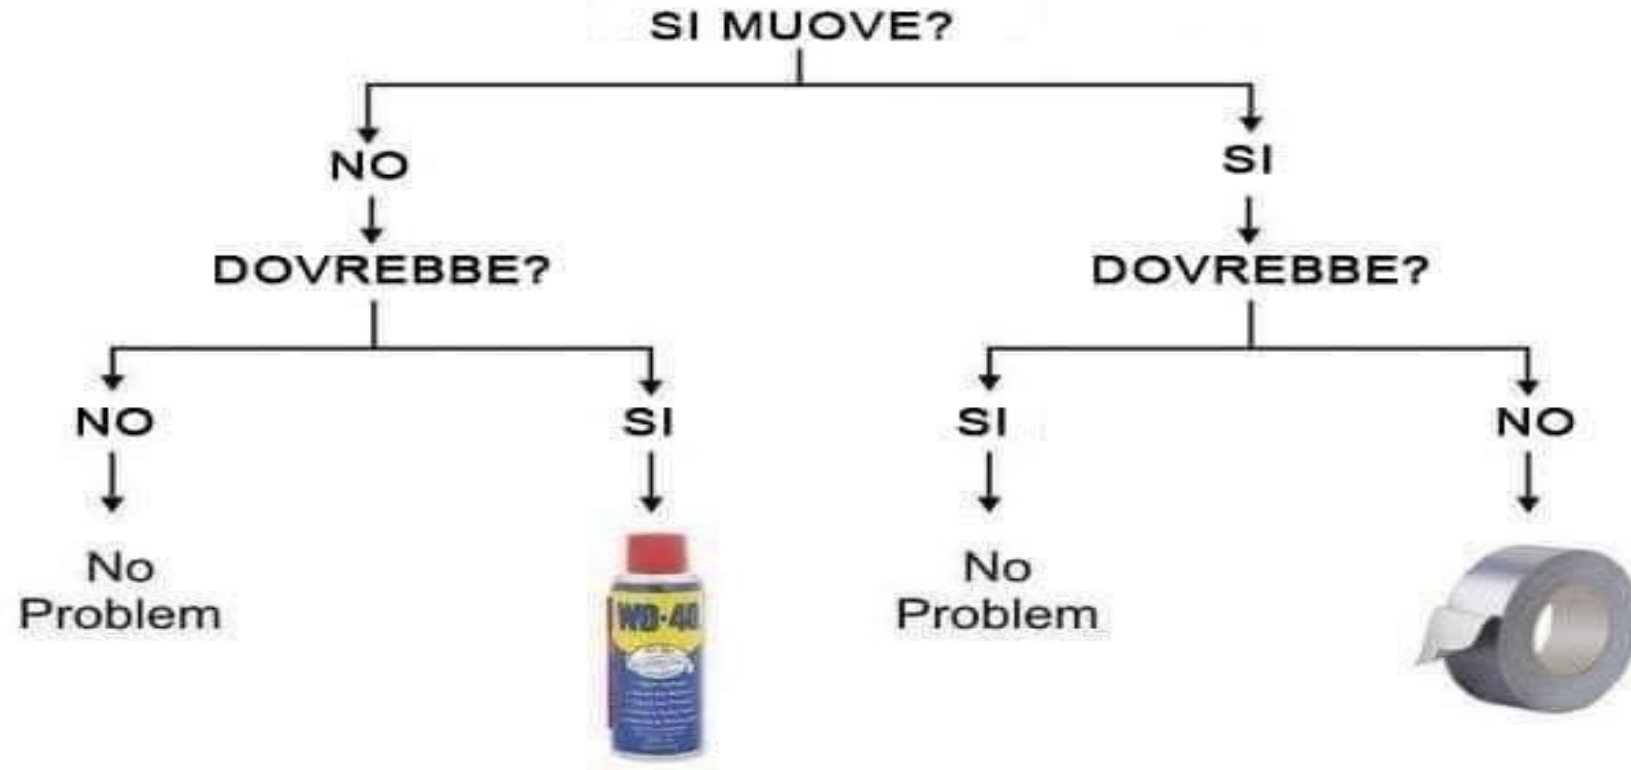 SI MUOVE?
NO
SI
DOVREBBE?
DOVREBBE?
NO
SI
SI
NO
No
Problem
WD-40
No
Problem